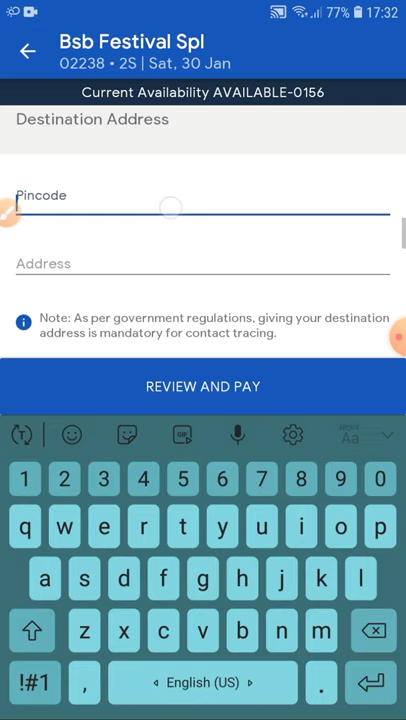 77% 17:32
Bsb Festival Spl
02238 • 2S | Sat, 30 Jan
Current Availability AVAILABLE-0156
Destination Address
Pincode
Address
Note: As per government regulations, giving your destination
address is mandatory for contact tracing.
REVIEW AND PAY
T GIF Aa
1 2 3 4 5 6 7 8 9 0
q w e r t y u i o p
a s d f g h j k l
z x c v b n m
!#1 , English (US) .